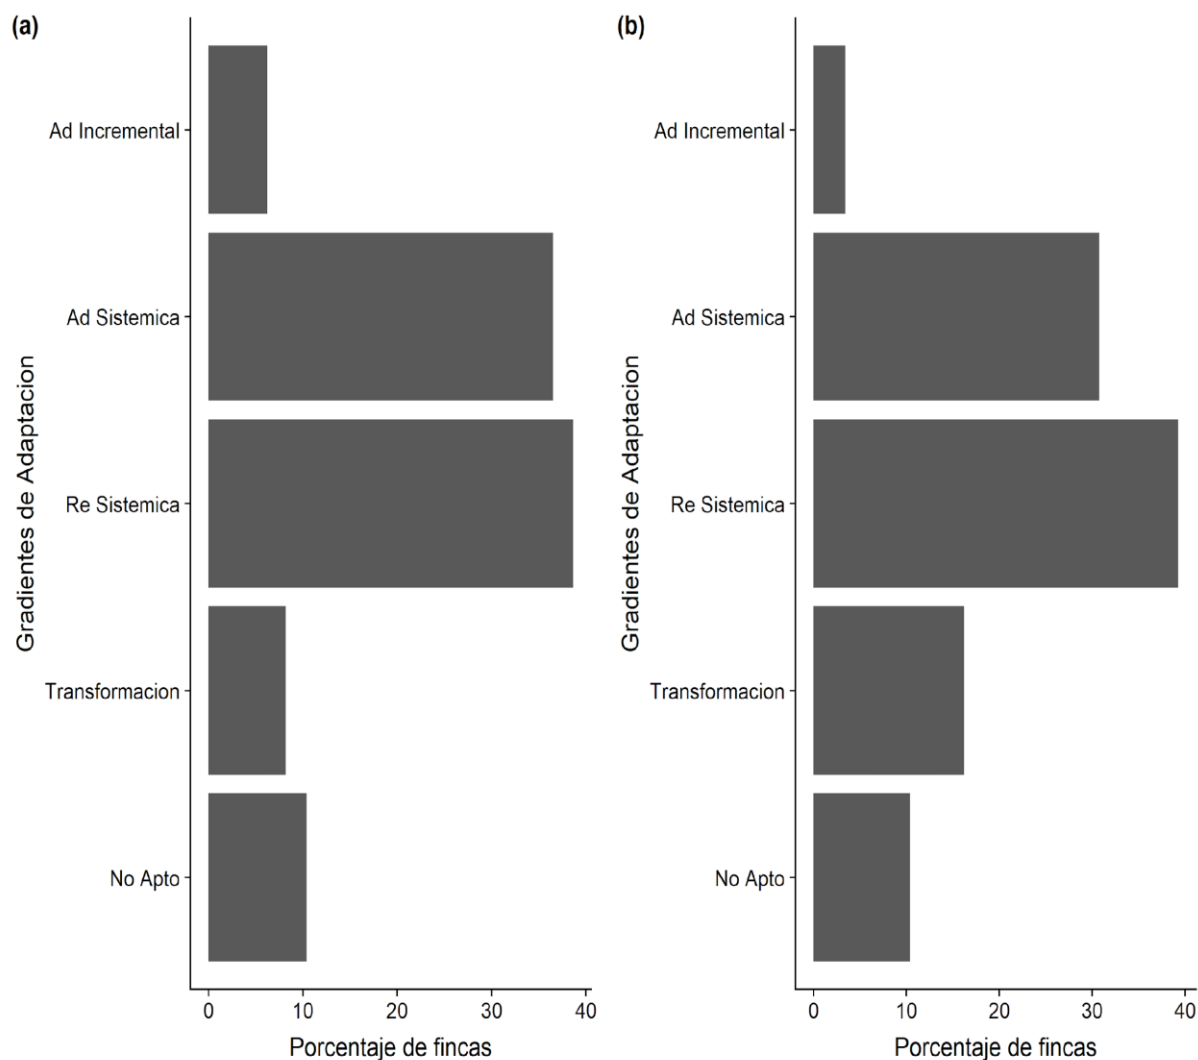 (a)
Gradientes de Adaptacion
Ad Incremental
Ad Sistemica
Re Sistemica
Transformacion
No Apto
0 10 20 30 40
Porcentaje de fincas
(b)
Gradientes de Adaptacion
Ad Incremental
Ad Sistemica
Re Sistemica
Transformacion
No Apto
0 10 20 30 40
Porcentaje de fincas